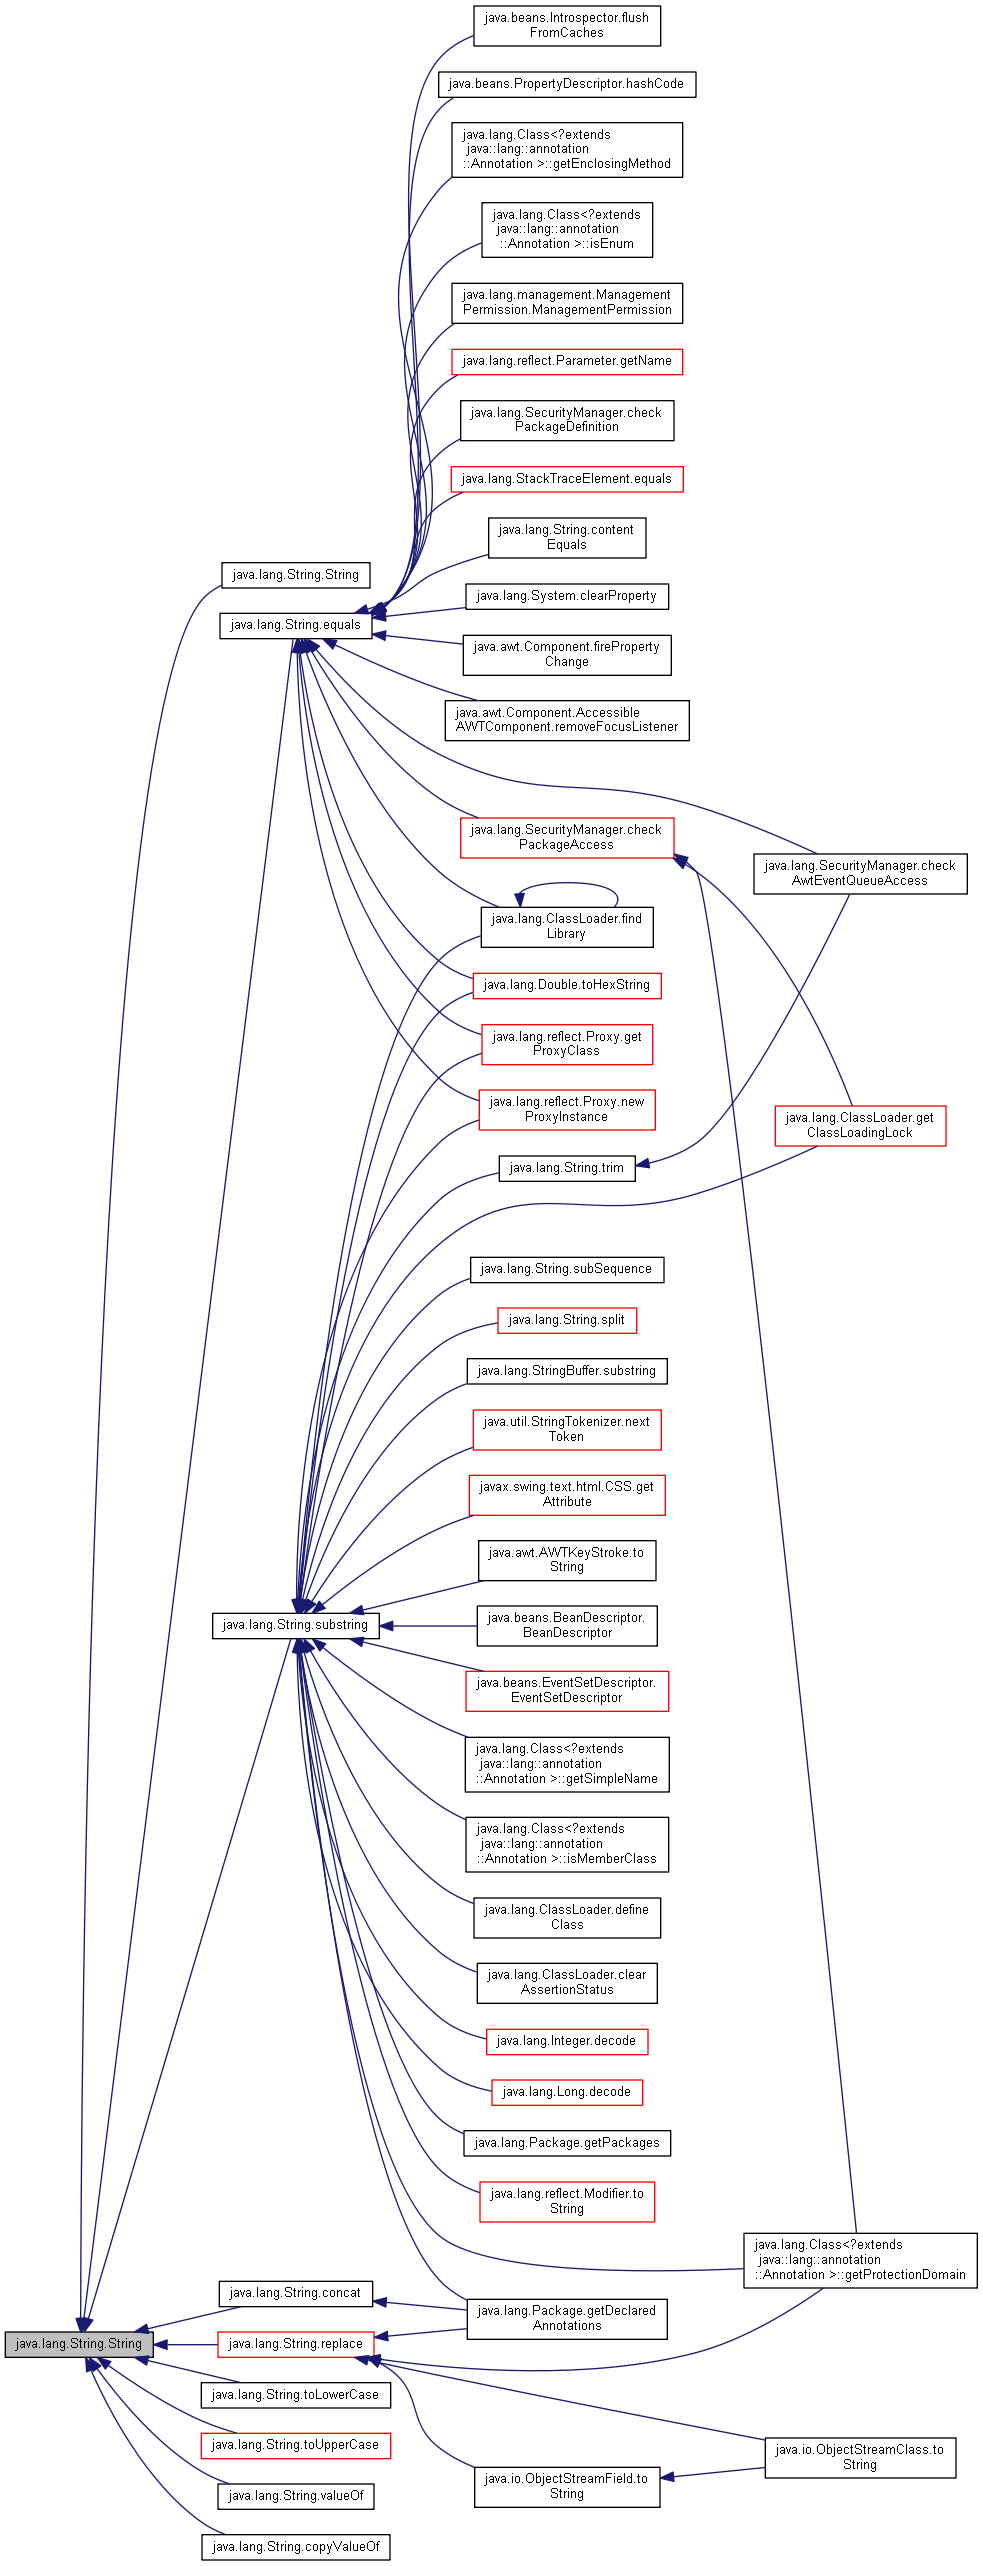 java.beans.Introspector.flush
FromCaches
java.beans.PropertyDescriptor.hashCode
java.lang.Class<?extends
java::lang::annotation
::Annotation >::getEnclosingMethod
java.lang.Class<?extends
java::lang::annotation
::Annotation >::isEnum
java.lang.management.Management
Permission.ManagementPermission
java.lang.reflect.Parameter.getName
java.lang.SecurityManager.check
PackageDefinition
java.lang.StackTraceElement.equals
java.lang.String.content
Equals
java.lang.String.String
java.lang.System.clearProperty
java.lang.String.equals
java.awt.Component.fireProperty
Change
java.awt.Component.Accessible
AWTComponent.removeFocusListener
java.lang.SecurityManager.check
PackageAccess
java.lang.SecurityManager.check
AwtEventQueueAccess
java.lang.ClassLoader.find
Library
java.lang.Double.toHexString
java.lang.reflect.Proxy.get
ProxyClass
java.lang.reflect.Proxy.new
ProxyInstance
java.lang.ClassLoader.get
ClassLoadingLock
java.lang.String.trim
java.lang.String.subSequence
java.lang.String.split
java.lang.StringBuffer.substring
java.util.StringTokenizer.next
Token
javax.swing.text.html.CSS.get
Attribute
java.awt.AWTKeyStroke.to
String
java.lang.String.substring
java.beans.BeanDescriptor.
BeanDescriptor
java.beans.EventSetDescriptor.
EventSetDescriptor
java.lang.Class<?extends
java::lang::annotation
::Annotation >::getSimpleName
java.lang.Class<?extends
java::lang::annotation
::Annotation >::isMemberClass
java.lang.ClassLoader.define
Class
java.lang.ClassLoader.clear
AssertionStatus
java.lang.Integer.decode
java.lang.Long.decode
java.lang.Package.getPackages
java.lang.reflect.Modifier.to
String
java.lang.Class<?extends
java::lang::annotation
::Annotation >::getProtectionDomain
java.lang.String.concat
java.lang.Package.getDeclared
Annotations
java.lang.String.String
java.lang.String.replace
java.lang.String.toLowerCase
java.lang.String.toUpperCase
java.io.ObjectStreamClass.to
String
java.io.ObjectStreamField.to
String
java.lang.String.valueOf
java.lang.String.copyValueOf